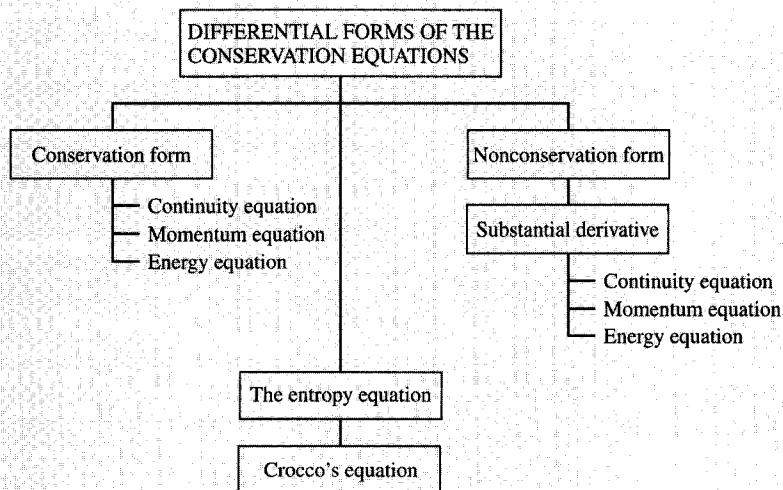 DIFFERENTIAL FORMS OF THE
CONSERVATION EQUATIONS
Conservation form
Continuity equation
Momentum equation
Energy equation
Nonconservation form
Substantial derivative
Continuity equation
Momentum equation
Energy equation
The entropy equation
Crocco's equation